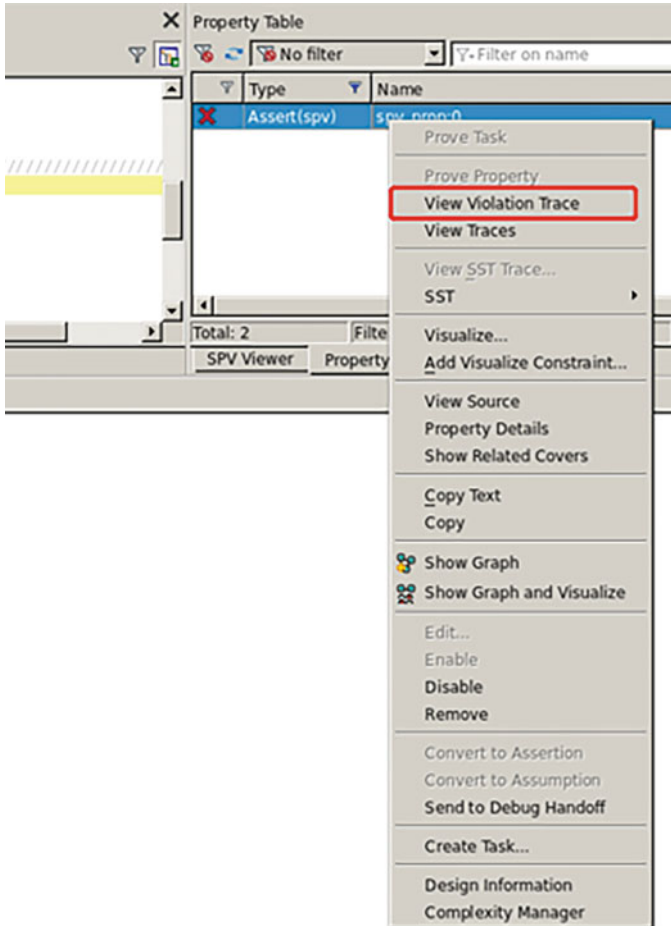 Property Table
No filter
Filter on name
Type Name
Assert(spv) spv_prop:0
Prove Task
Prove Property
View Violation Trace
View Traces
View SST Trace...
SST
Total: 2 Filte
Visualize...
SPV Viewer Property
Add Visualize Constraint...
View Source
Property Details
Show Related Covers
Copy Text
Copy
Show Graph
Show Graph and Visualize
Edit...
Enable
Disable
Remove
Convert to Assertion
Convert to Assumption
Send to Debug Handoff
Create Task...
Design Information
Complexity Manager